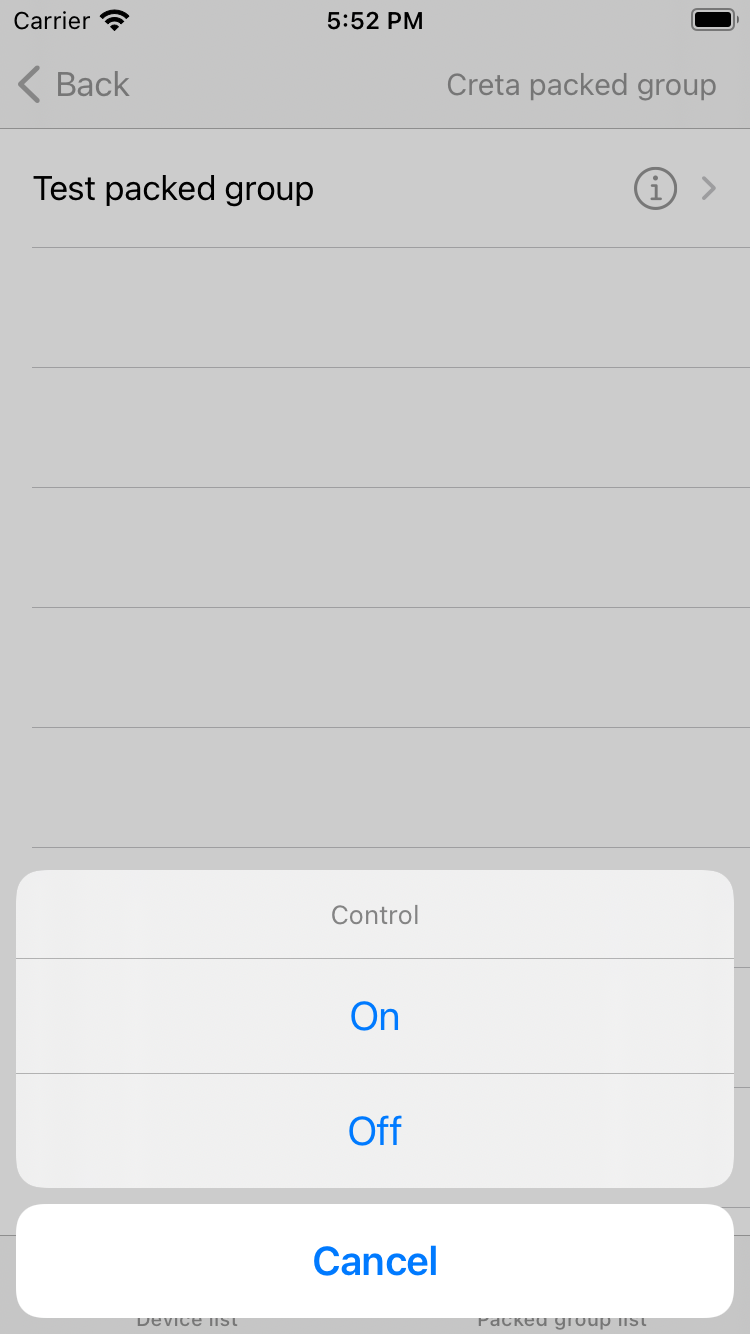 Carrier 5:52 PM
Back Creta packed group
Test packed group
Control
On
Off
Cancel
Device list Packed group list